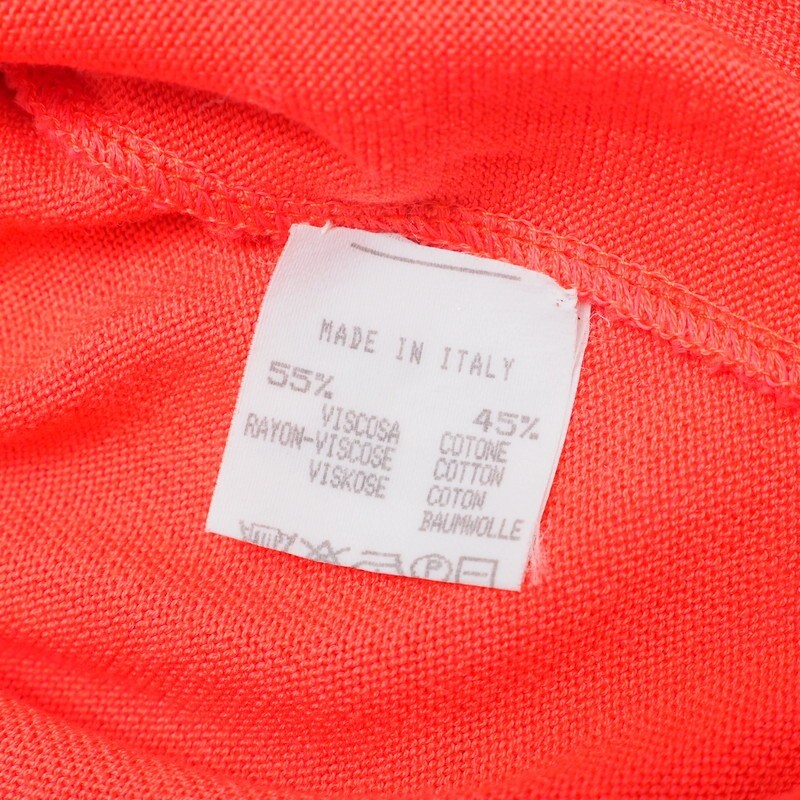 MADE IN ITALY
55%
VISCOSA
RAYON-VISCOSE
VISKOSE
45%
COTONE
COTTON
COTON
BAUMWOLLE
P